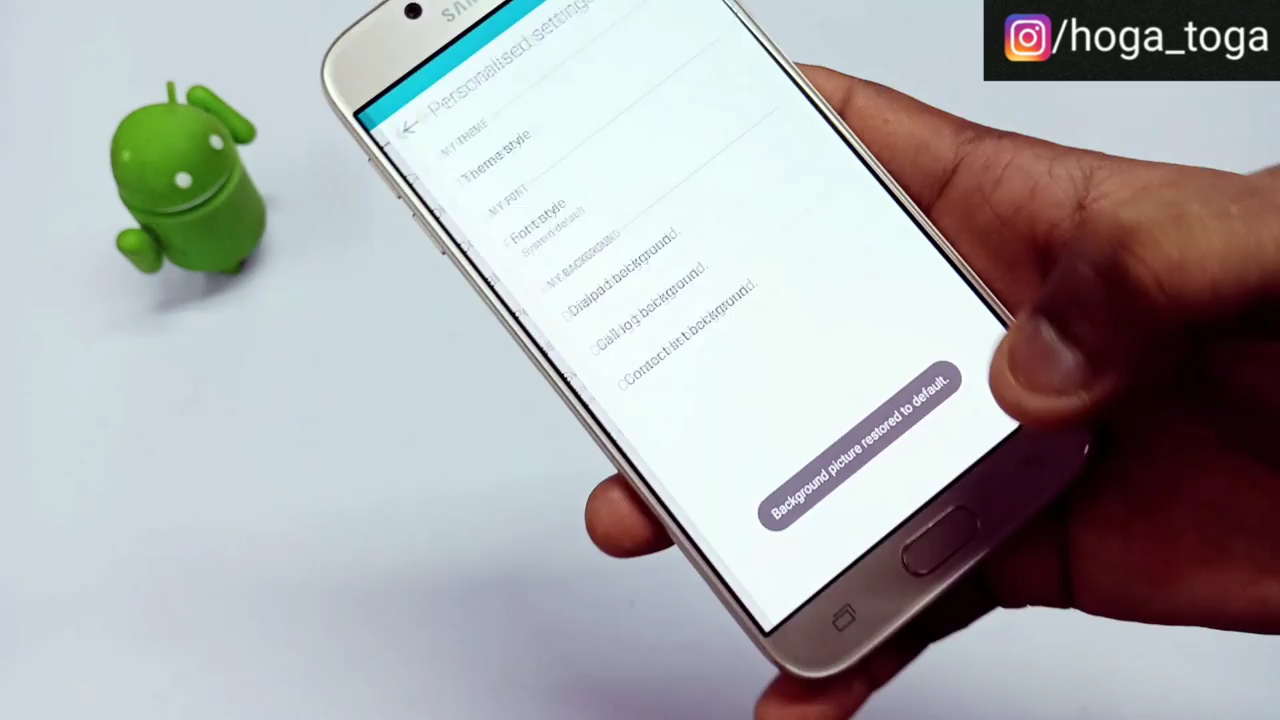 /hoga_toga
SAM
Personalised settings
MY THEME
Theme style
MY FONT
Font style
System default
MY BACKGROUND
Dialpad background.
Call log background.
Contact list background.
Background picture restored to default.